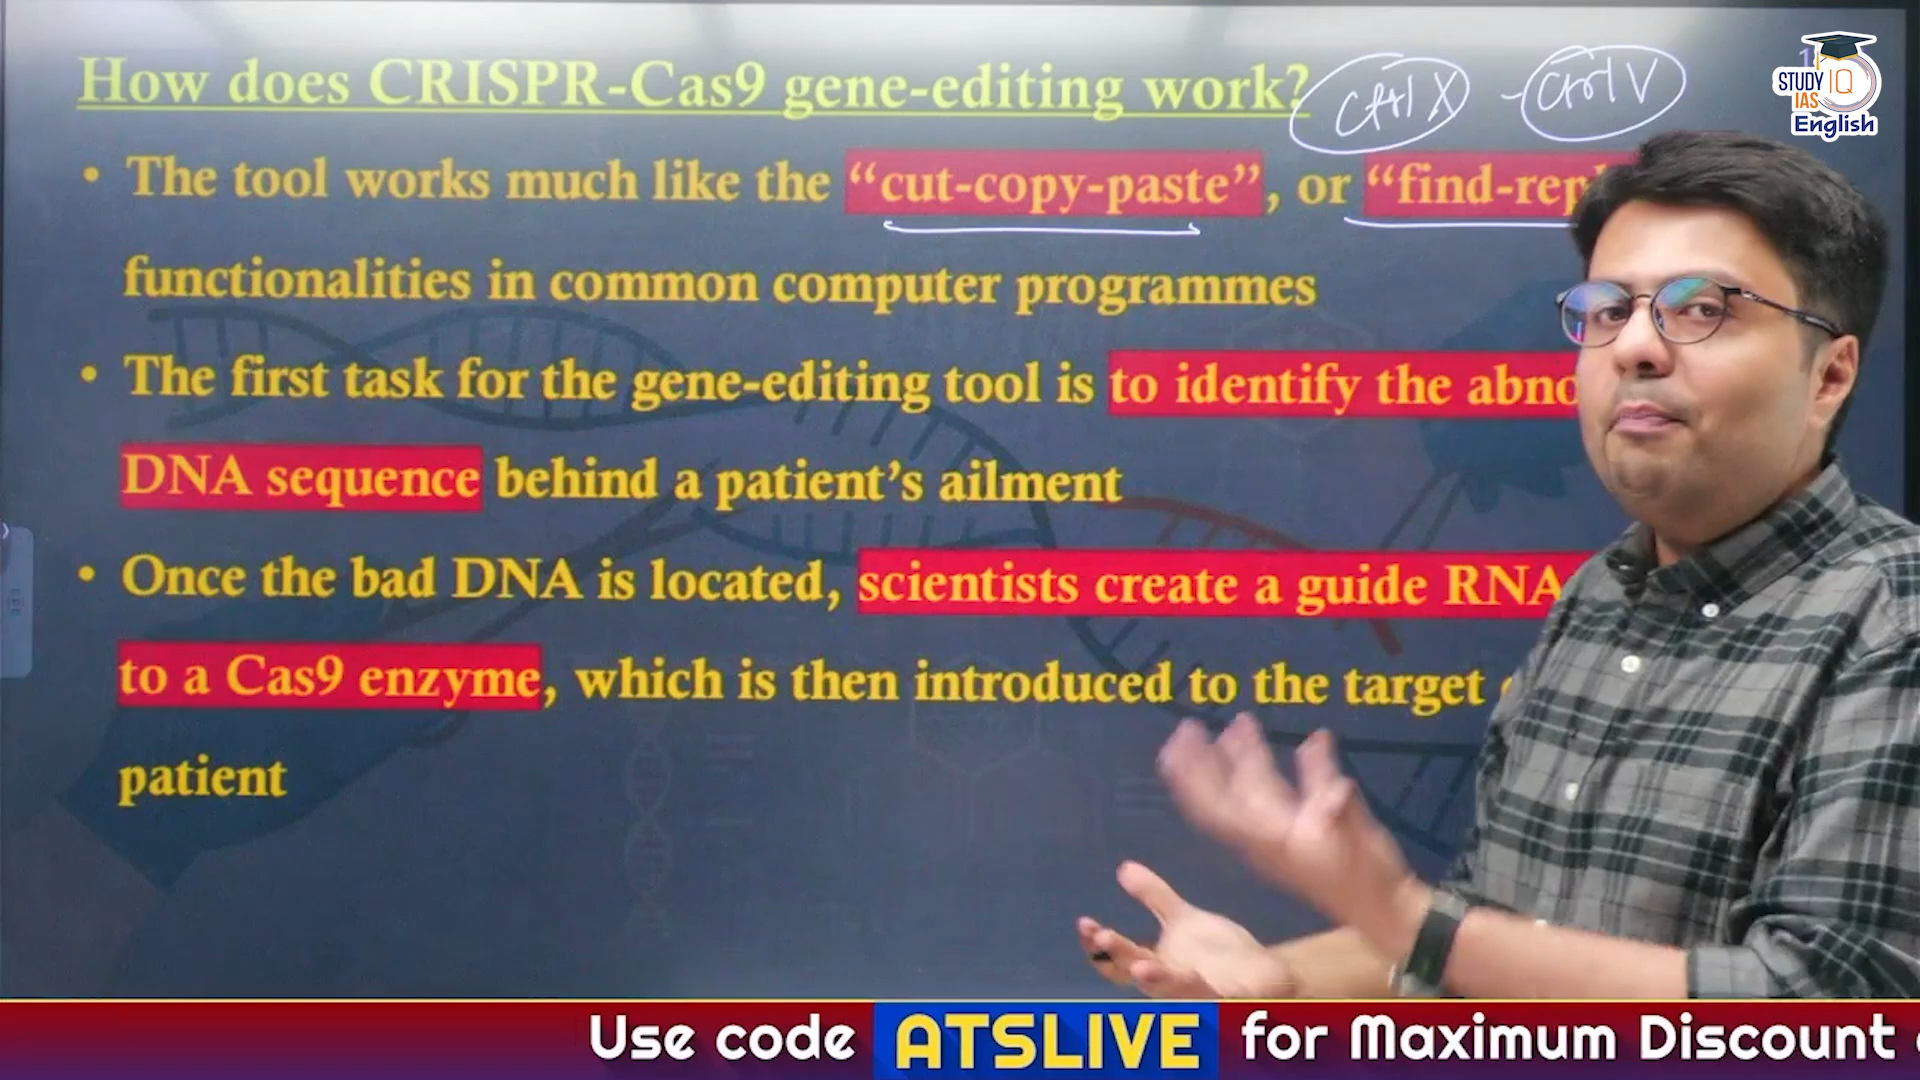 How does CRISPR-Cas9 gene-editing work? Ctrl X - Ctrl V
STUDY IQ
IAS
English
• The tool works much like the “cut-copy-paste”, or “find-rep
functionalities in common computer programmes
• The first task for the gene-editing tool is to identify the abno
DNA sequence behind a patient’s ailment
• Once the bad DNA is located, scientists create a guide RNA
to a Cas9 enzyme, which is then introduced to the target
patient
Use code ATSLIVE for Maximum Discount